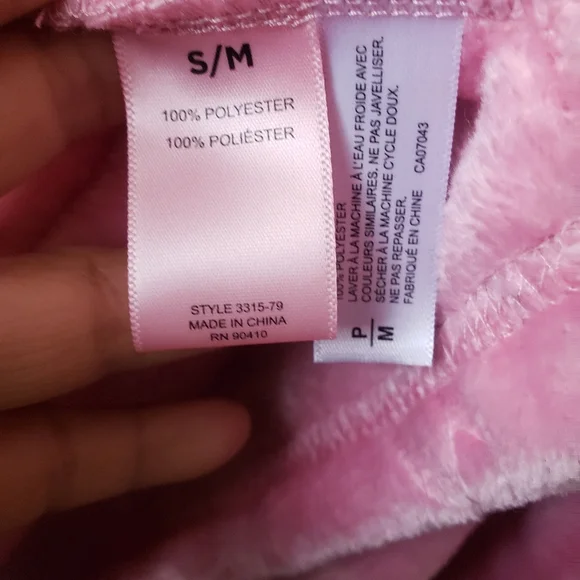 S/M
100% POLYESTER
100% POLIÉSTER
STYLE 3315-79
MADE IN CHINA
RN 90410
100% POLYESTER
LAVER À LA MACHINE À L'EAU FROIDE AVEC
COULEURS SIMILAIRES. NE PAS JAVELLISER.
SÉCHER À LA MACHINE CYCLE DOUX.
NE PAS REPASSER.
FABRIQUÉ EN CHINE CA07043
P
M